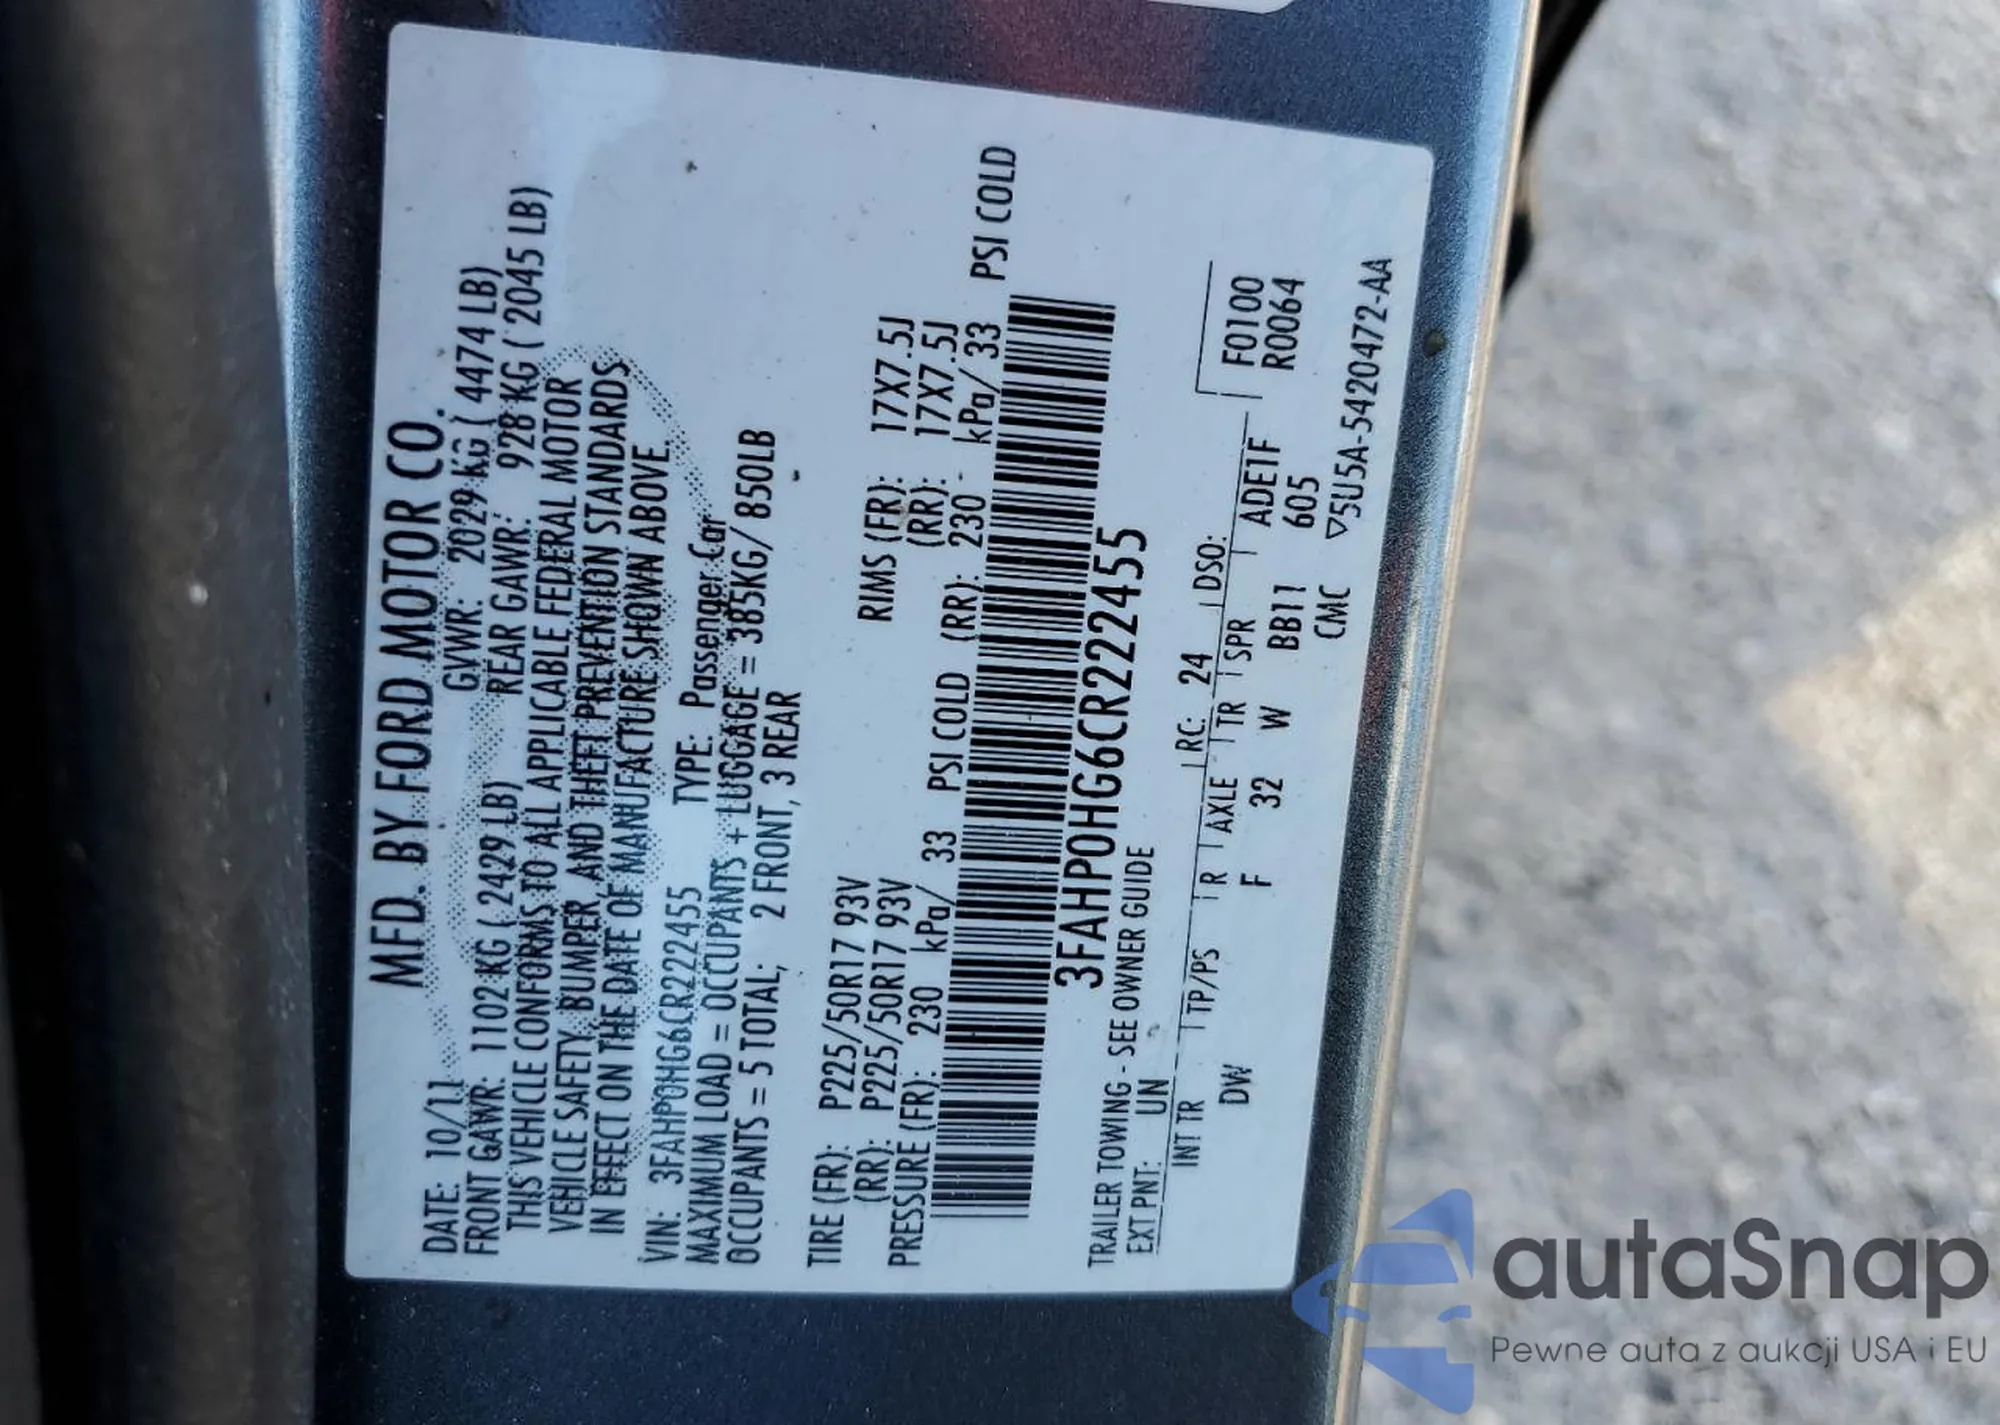 MFD. BY FORD MOTOR CO.
DATE: 10/11 GVWR: 2029 KG ( 4474 LB)
FRONT GAWR: 1102 KG ( 2429 LB) REAR GAWR: 928 KG ( 2045 LB)
THIS VEHICLE CONFORMS TO ALL APPLICABLE FEDERAL MOTOR
VEHICLE SAFETY, BUMPER, AND THEFT PREVENTION STANDARDS
IN EFFECT ON THE DATE OF MANUFACTURE SHOWN ABOVE.
VIN: 3FAHP0HG6CR222455 TYPE: Passenger Car
MAXIMUM LOAD = OCCUPANTS + LUGGAGE = 385KG/ 850LB
OCCUPANTS = 5 TOTAL; 2 FRONT, 3 REAR
TIRE (FR): P225/50R17 93V RIMS (FR): 17X7.5J
(RR): P225/50R17 93V (RR): 17X7.5J
PRESSURE (FR): 230 kPa/ 33 PSI COLD (RR): 230 kPa/ 33 PSI COLD
3FAHP0HG6CR222455
TRAILER TOWING - SEE OWNER GUIDE
EXT PNT: UN RC: 24 DSO:
INT TR TP/PS R AXLE TR SPR
DW F 32 W BB11 ADE1F F0100
605 R0064
CMC ▽5U5A-5420472-AA
autaSnap
Pewne auta z aukcji USA i EU